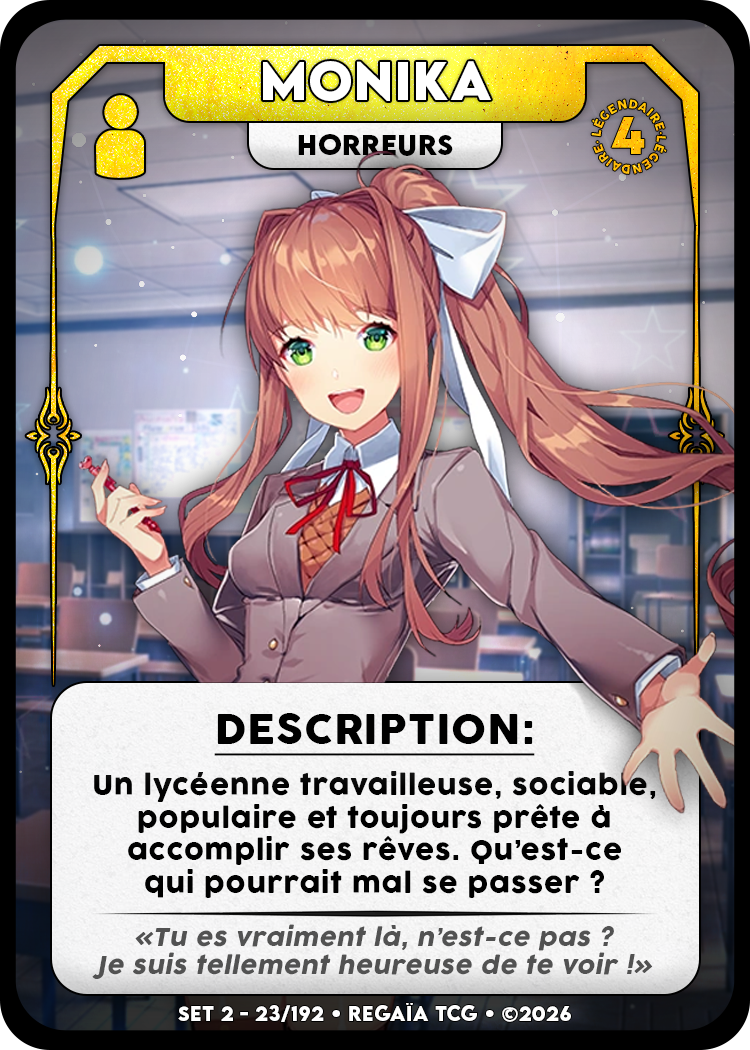 MONIKA
HORREURS
LÉGENDAIRE • LÉGENDAIRE •
4
DESCRIPTION:
Un lycéenne travailleuse, sociable,
populaire et toujours prête à
accomplir ses rêves. Qu'est-ce
qui pourrait mal se passer ?
«Tu es vraiment là, n'est-ce pas ?
Je suis tellement heureuse de te voir !»
SET 2 - 23/192 • REGAÏA TCG • ©2026